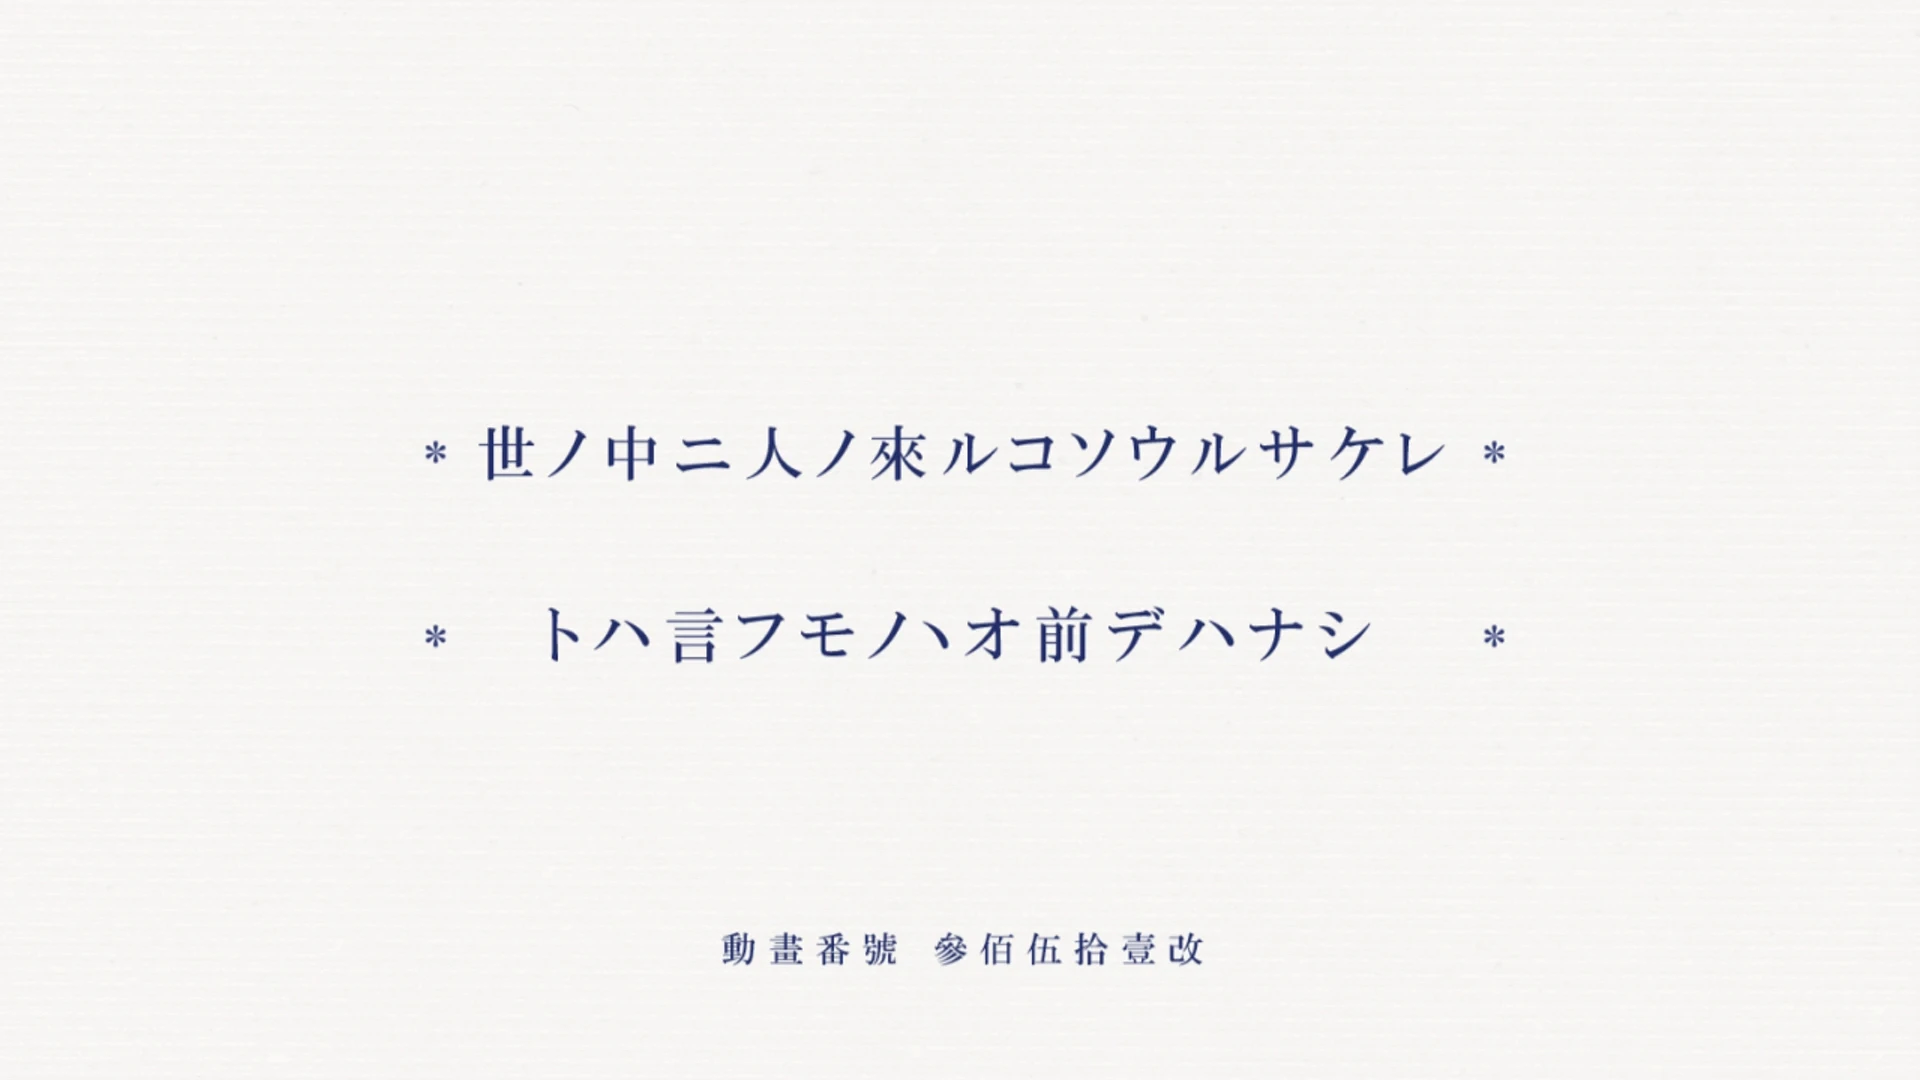 * 世ノ中ニ人ノ來ルコソウルサケレ *
* トハ言フモノヽオ前デハナシ *
動畫番號 參佰伍拾壹改